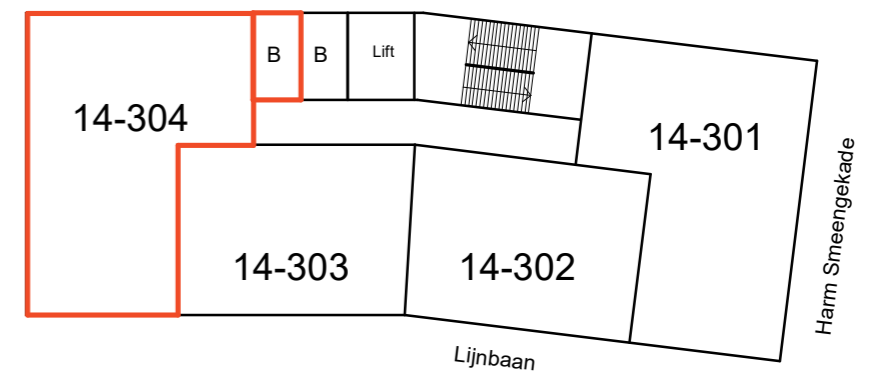 B
B
Lift
14-304
14-301
14-303
14-302
Harm Smeengekade
Lijnbaan